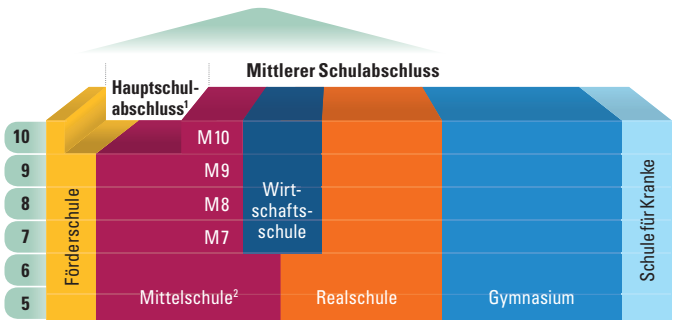 Mittlerer Schulabschluss
Hauptschul-
abschluss¹
10
9
8
7
6
5
Förderschule
M10
M9
M8
M7
Mittelschule²
Wirt-
schafts-
schule
Realschule
Gymnasium
Schule für Kranke